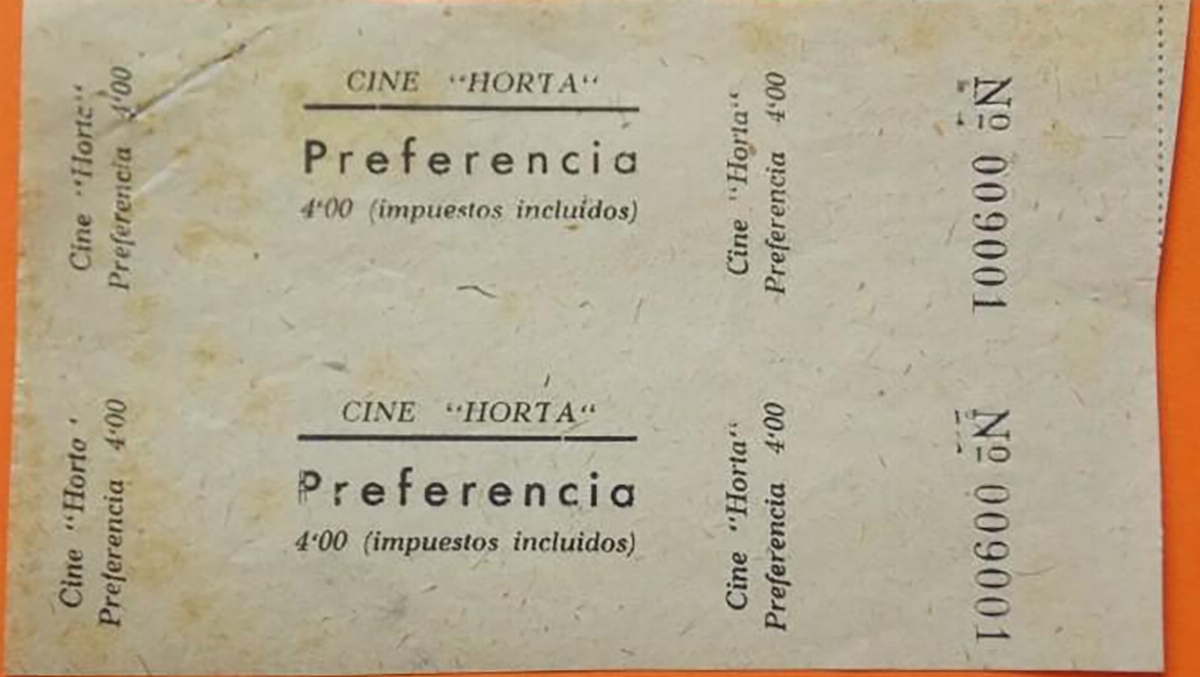 Cine "Horta"
Preferencia 4'00
CINE "HORTA"
Preferencia
4'00 (impuestos incluídos)
Cine "Horta"
Preferencia 4'00
Nº 009001
Cine "Horta'
Preferencia 4'00
CINE "HORTA"
Preferencia
4'00 (impuestos incluidos)
Cine "Horta"
Preferencia 4'00
Nº 009001